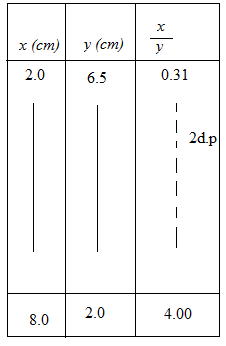 x (cm) y (cm) x/y
2.0 6.5 0.31
2d.p
8.0 2.0 4.00